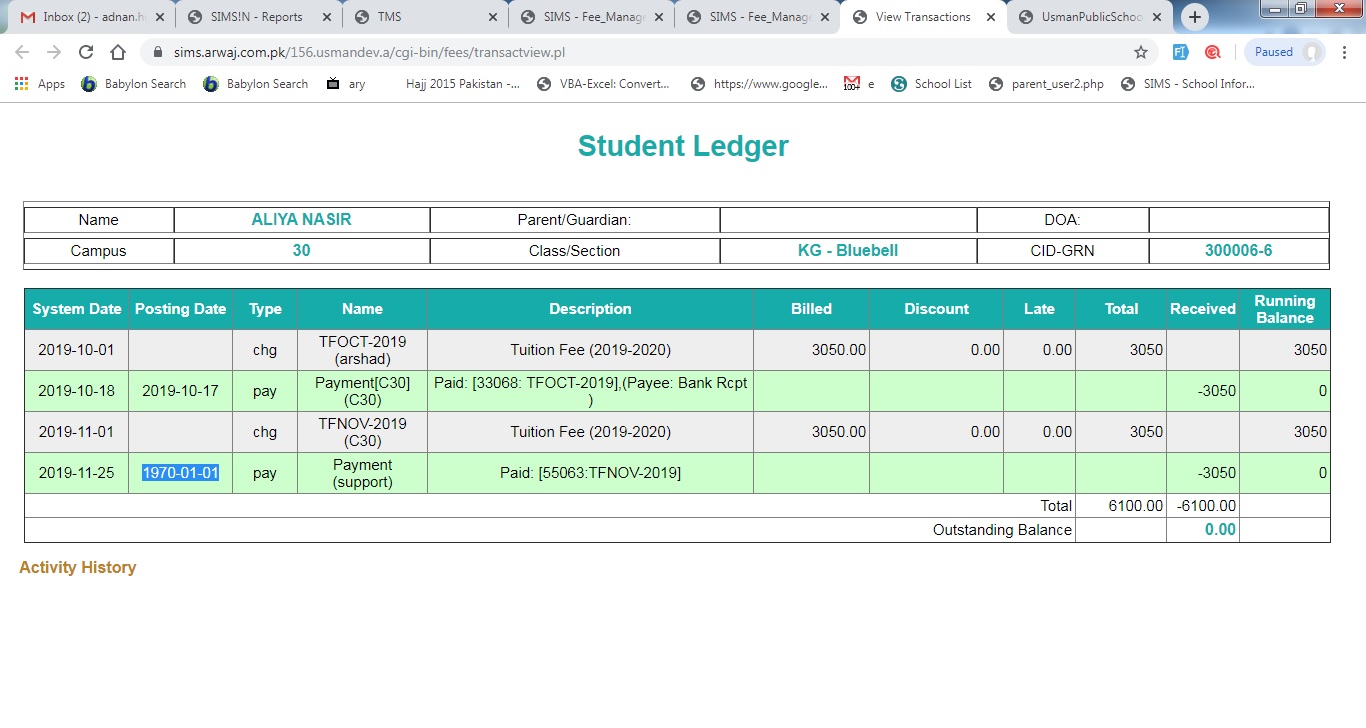 Inbox (2) - adnan.h
SIMS!N - Reports
TMS
SIMS - Fee_Manage
SIMS - Fee_Manage
View Transactions
UsmanPublicSchoo
sims.arwaj.com.pk/156.usmandev.a/cgi-bin/fees/transactview.pl
Paused
Apps
Babylon Search
Babylon Search
ary
Hajj 2015 Pakistan -...
VBA-Excel: Convert...
https://www.google...
100+
e
School List
parent_user2.php
SIMS - School Infor...
Student Ledger
Name ALIYA NASIR Parent/Guardian: DOA:
Campus 30 Class/Section KG - Bluebell CID-GRN 300006-6
System Date Posting Date Type Name Description Billed Discount Late Total Received Running
Balance
2019-10-01 chg TFOCT-2019 Tuition Fee (2019-2020) 3050.00 0.00 0.00 3050 3050
(arshad)
2019-10-18 2019-10-17 pay Payment[C30] Paid: [33068: TFOCT-2019],(Payee: Bank Rcpt -3050 0
(C30) )
2019-11-01 chg TFNOV-2019 Tuition Fee (2019-2020) 3050.00 0.00 0.00 3050 3050
(C30)
2019-11-25 1970-01-01 pay Payment Paid: [55063:TFNOV-2019] -3050 0
(support)
Total 6100.00 -6100.00
Outstanding Balance 0.00
Activity History